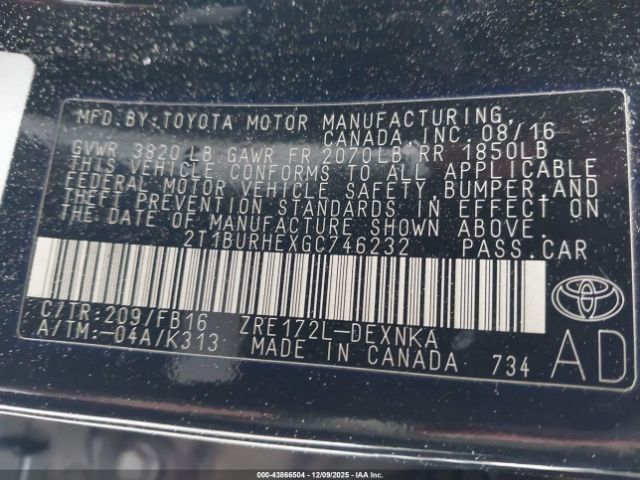 MFD.BY: TOYOTA MOTOR MANUFACTURING,
CANADA, INC. 08/16
GVWR 3820 LB GAWR FR 2070LB RR 1850LB
THIS VEHICLE CONFORMS TO ALL APPLICABLE
FEDERAL MOTOR VEHICLE SAFETY, BUMPER,AND
THEFT PREVENTION STANDARDS IN EFFECT ON
THE DATE OF MANUFACTURE SHOWN ABOVE.
2T1BURHEXGC746232 PASS.CAR
C/TR:209/FB16 ZRE172L-DEXNKA
A/TM:-04A/K313 MADE IN CANADA 734
AD
000-43866504 | 12/09/2025 - IAAI.COM